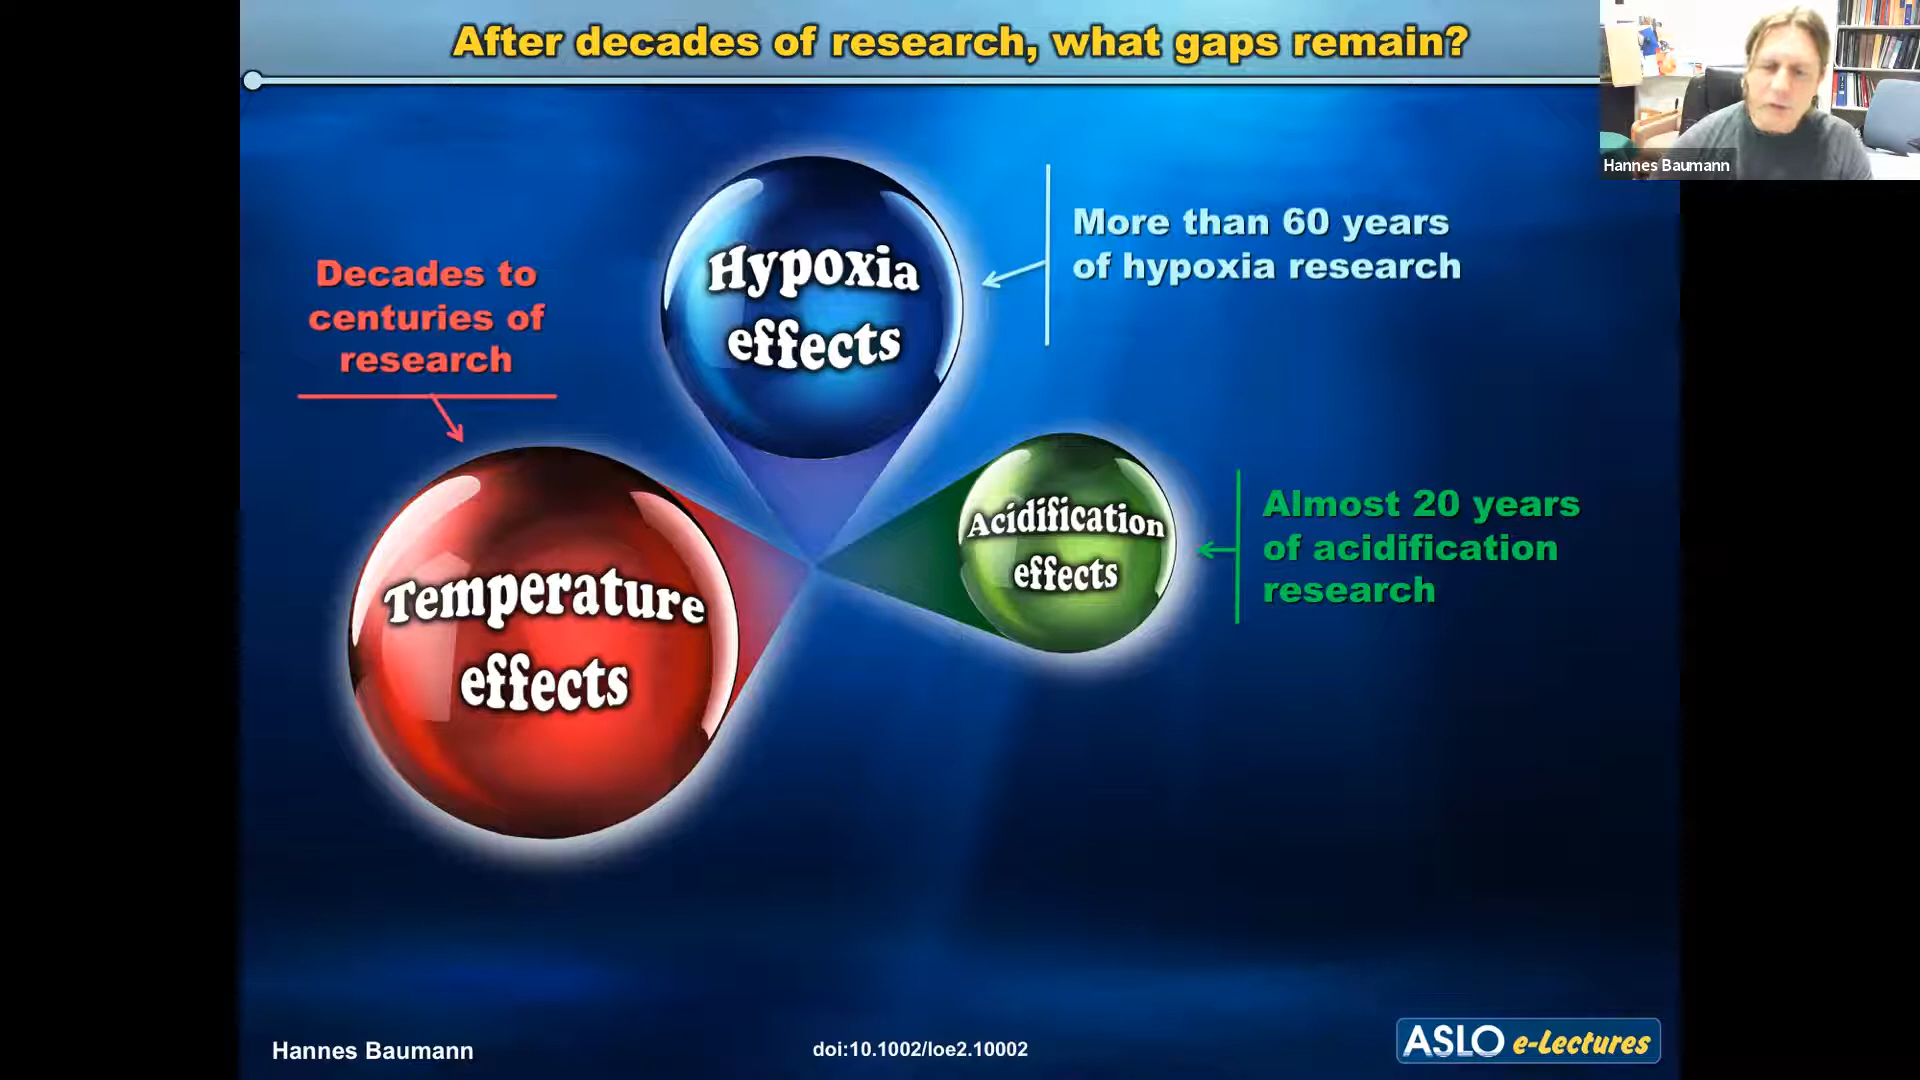 After decades of research, what gaps remain?
Hannes Baumann
Hypoxia
effects
More than 60 years
of hypoxia research
Decades to
centuries of
research
Acidification
effects
Almost 20 years
of acidification
research
Temperature
effects
Hannes Baumann
doi:10.1002/loe2.10002
ASLO e-Lectures